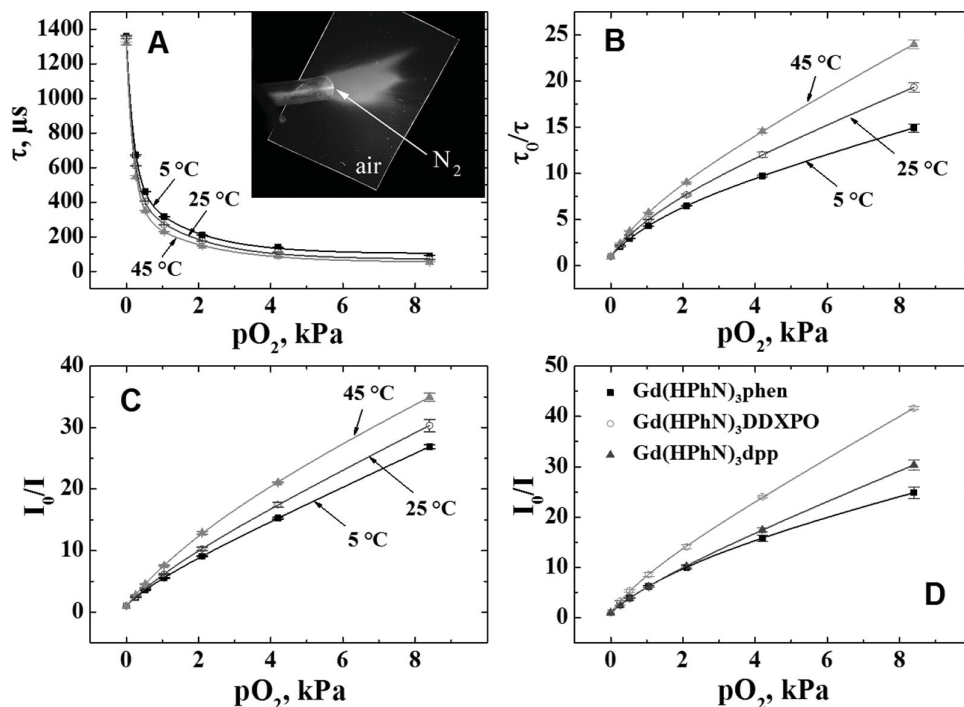 A
1400
1200
1000
800
600
400
200
0
τ, μs
5 °C
25 °C
45 °C
air
N₂
0 2 4 6 8
pO₂, kPa
B
25
20
15
10
5
0
τ₀/τ
45 °C
25 °C
5 °C
0 2 4 6 8
pO₂, kPa
C
40
30
20
10
0
I₀/I
45 °C
25 °C
5 °C
0 2 4 6 8
pO₂, kPa
50
40
30
20
10
0
I₀/I
Gd(HPhN)₃phen
Gd(HPhN)₃DDXPO
Gd(HPhN)₃dpp
D
0 2 4 6 8
pO₂, kPa